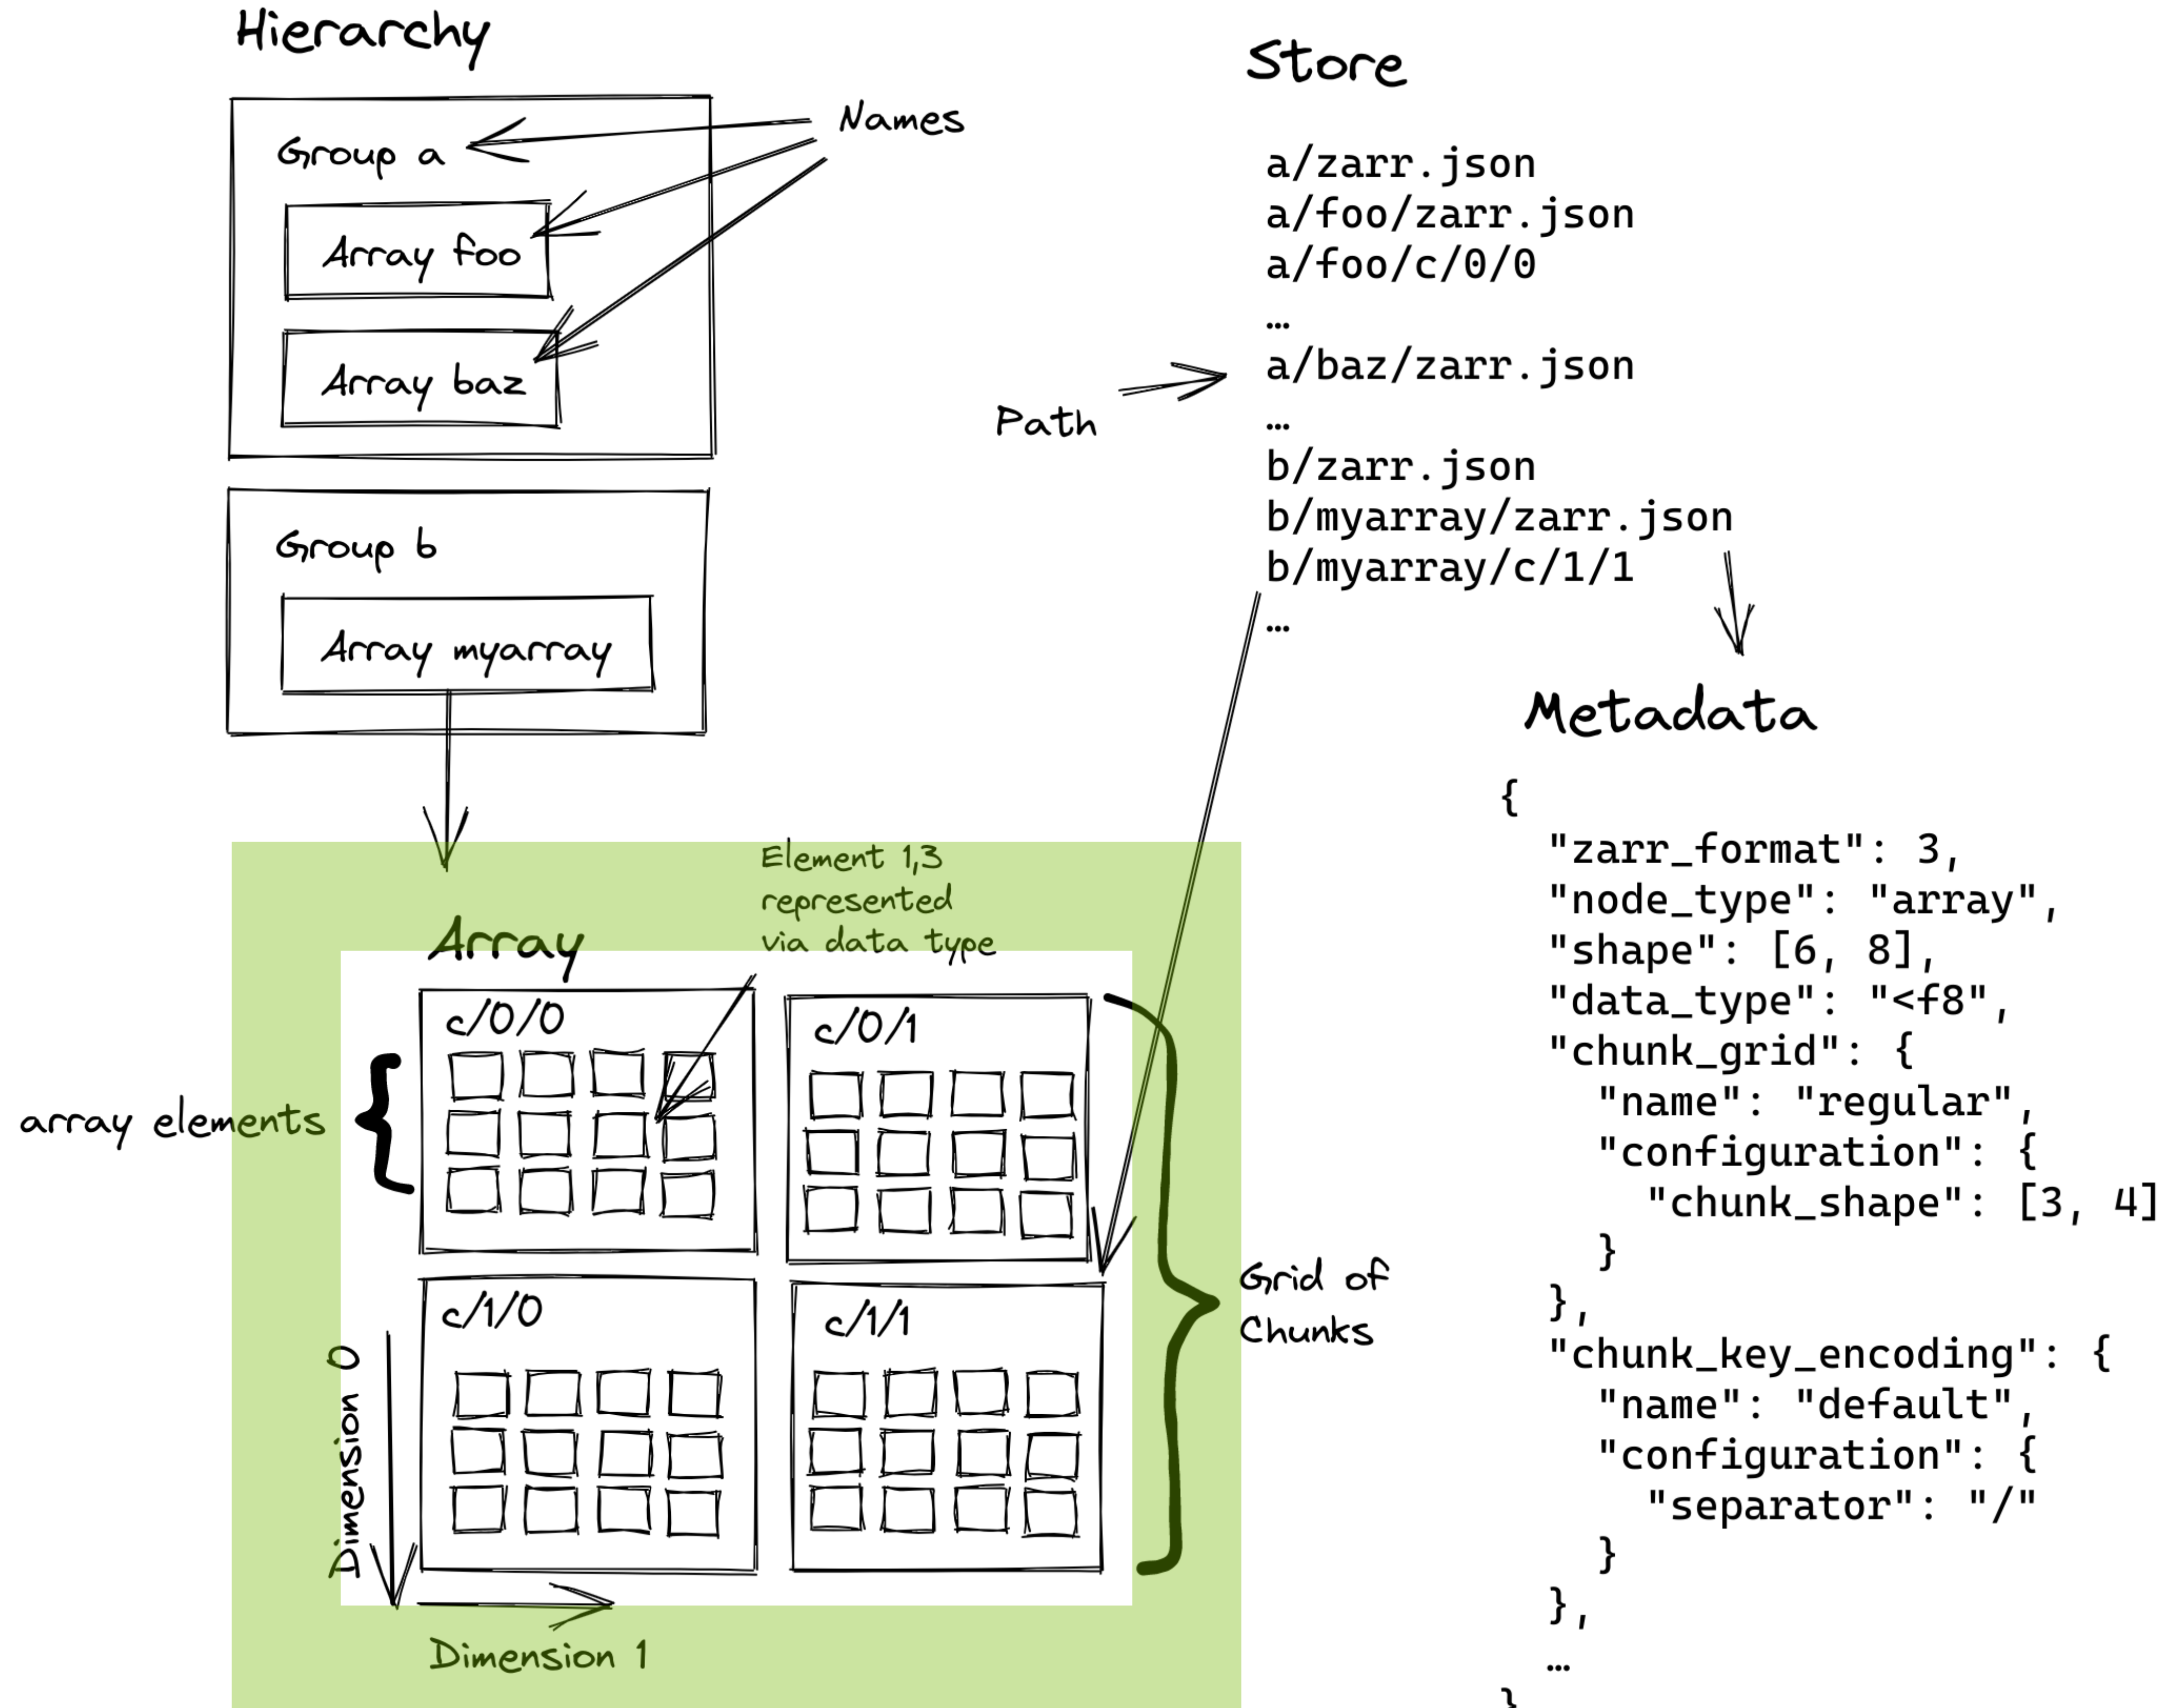 Hierarchy
Names
Group a
Array foo
Array baz
Group b
Array myarray
Store
a/zarr.json
a/foo/zarr.json
a/foo/c/0/0
…
a/baz/zarr.json
…
b/zarr.json
b/myarray/zarr.json
b/myarray/c/1/1
…
Path
Element 1,3
represented
via data type
Array
c/0/0
c/0/1
array elements
c/1/0
c/1/1
Grid of
Chunks
Dimension 0
Dimension 1
Metadata
{
"zarr_format": 3,
"node_type": "array",
"shape": [6, 8],
"data_type": "<f8",
"chunk_grid": {
"name": "regular",
"configuration": {
"chunk_shape": [3, 4]
}
},
"chunk_key_encoding": {
"name": "default",
"configuration": {
"separator": "/"
}
},
…
}